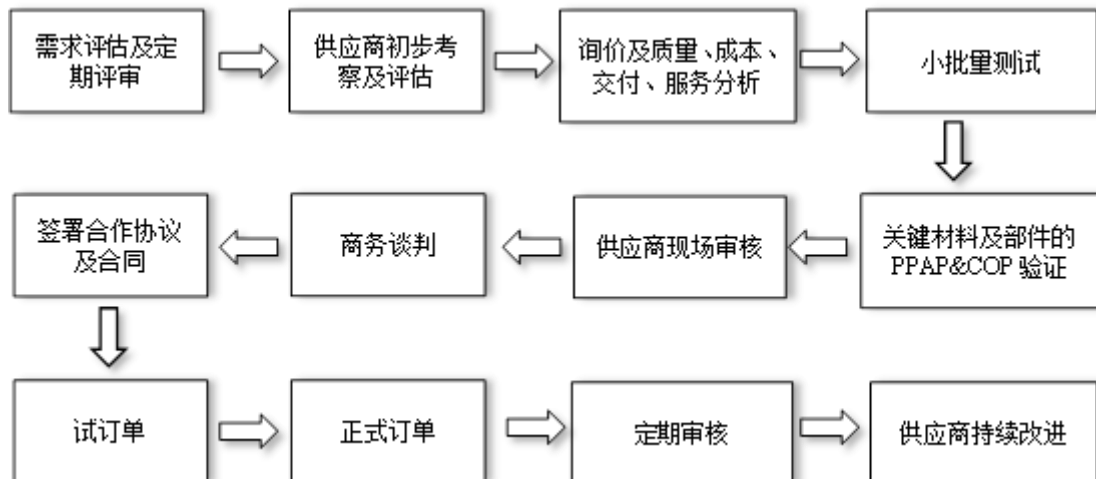 需求评估及定
期评审
供应商初步考
察及评估
询价及质量、成本、
交付、服务分析
小批量测试
签署合作协议
及合同
商务谈判
供应商现场审核
关键材料及部件的
PPAP&COP 验证
试订单
正式订单
定期审核
供应商持续改进